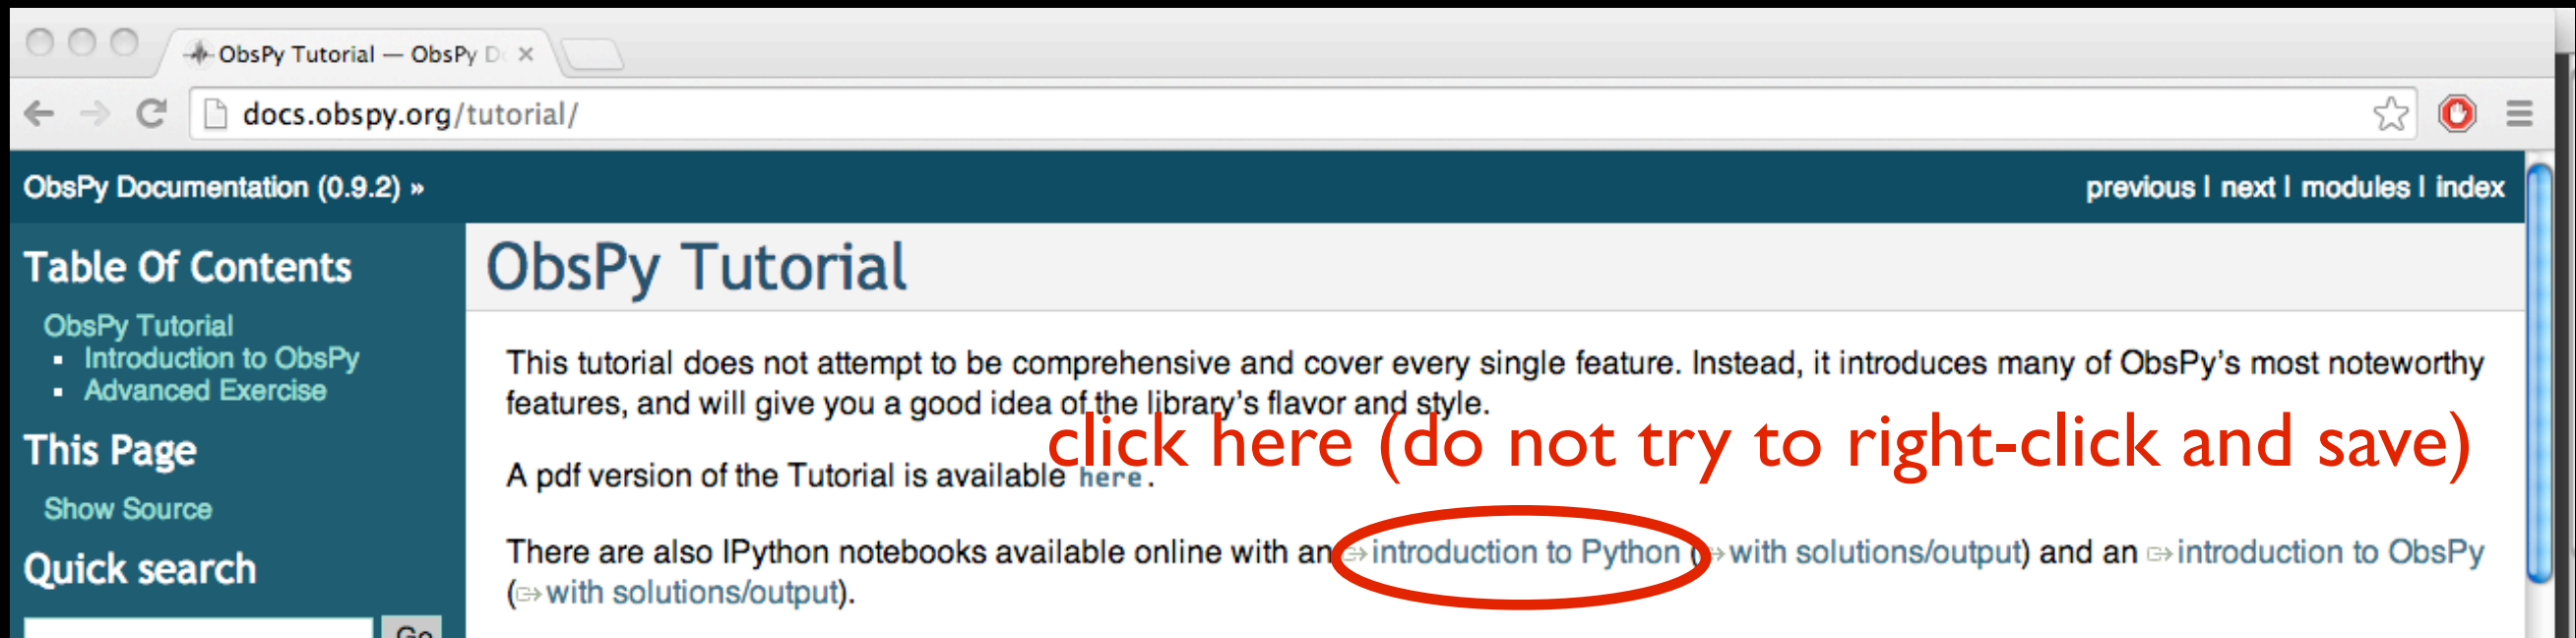 ObsPy Tutorial — ObsPy D
docs.obspy.org/tutorial/
ObsPy Documentation (0.9.2) »
previous | next | modules | index
Table Of Contents
ObsPy Tutorial
Introduction to ObsPy
Advanced Exercise
This Page
Show Source
Quick search
Go
ObsPy Tutorial
This tutorial does not attempt to be comprehensive and cover every single feature. Instead, it introduces many of ObsPy's most noteworthy
features, and will give you a good idea of the library's flavor and style.
click here (do not try to right-click and save)
A pdf version of the Tutorial is available here.
There are also IPython notebooks available online with an introduction to Python (with solutions/output) and an introduction to ObsPy
(with solutions/output).